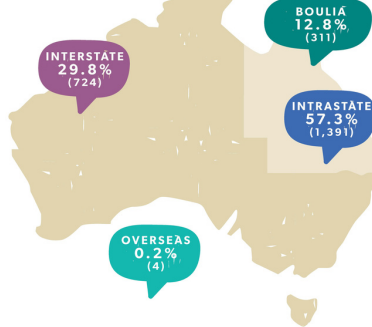 BOULIA
12.8%
(311)
INTERSTATE
29.8%
(724)
INTRASTATE
57.3%
(1,391)
OVERSEAS
0.2%
(4)